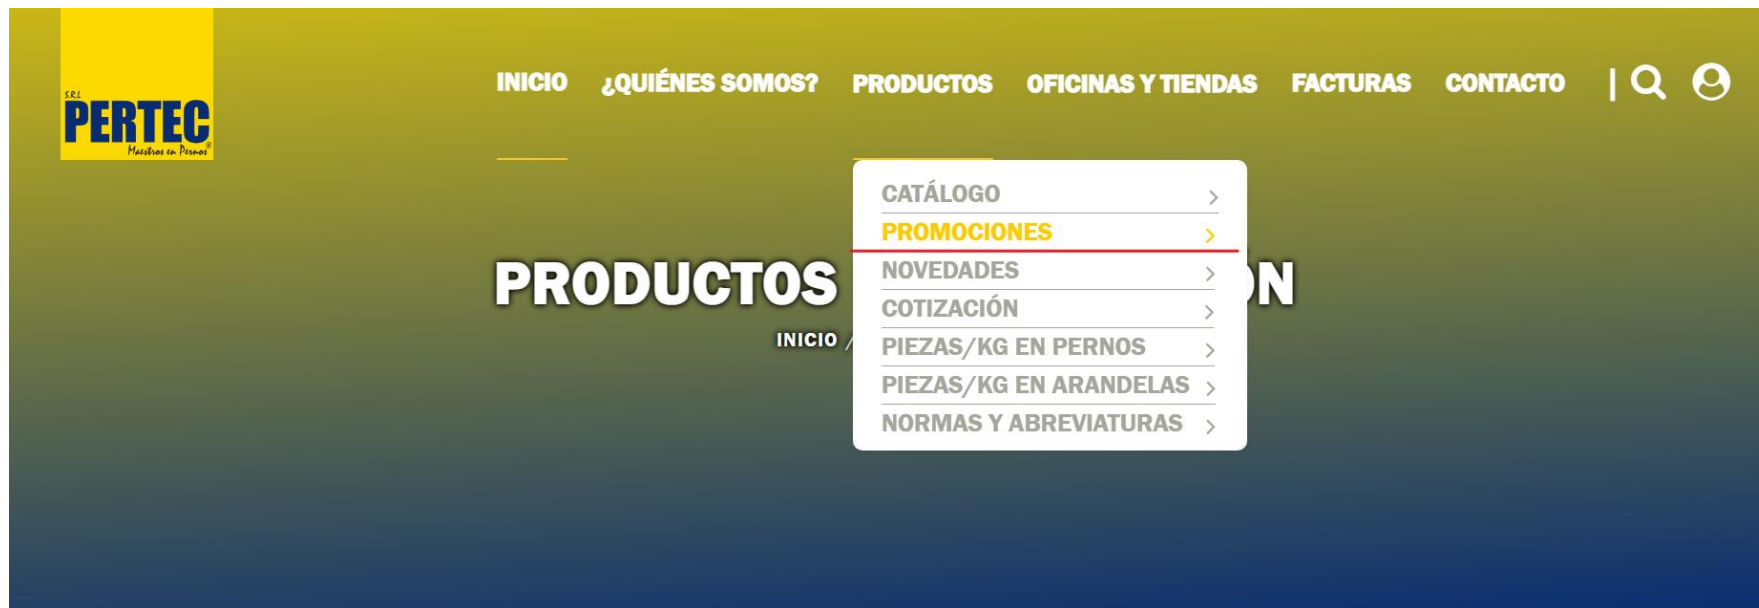 S.R.L
PERTEC
Maestros en Pernos®
INICIO ¿QUIÉNES SOMOS? PRODUCTOS OFICINAS Y TIENDAS FACTURAS CONTACTO |
CATÁLOGO
PROMOCIONES
NOVEDADES
COTIZACIÓN
PIEZAS/KG EN PERNOS
PIEZAS/KG EN ARANDELAS
NORMAS Y ABREVIATURAS
PRODUCTOS ÓN
INICIO /